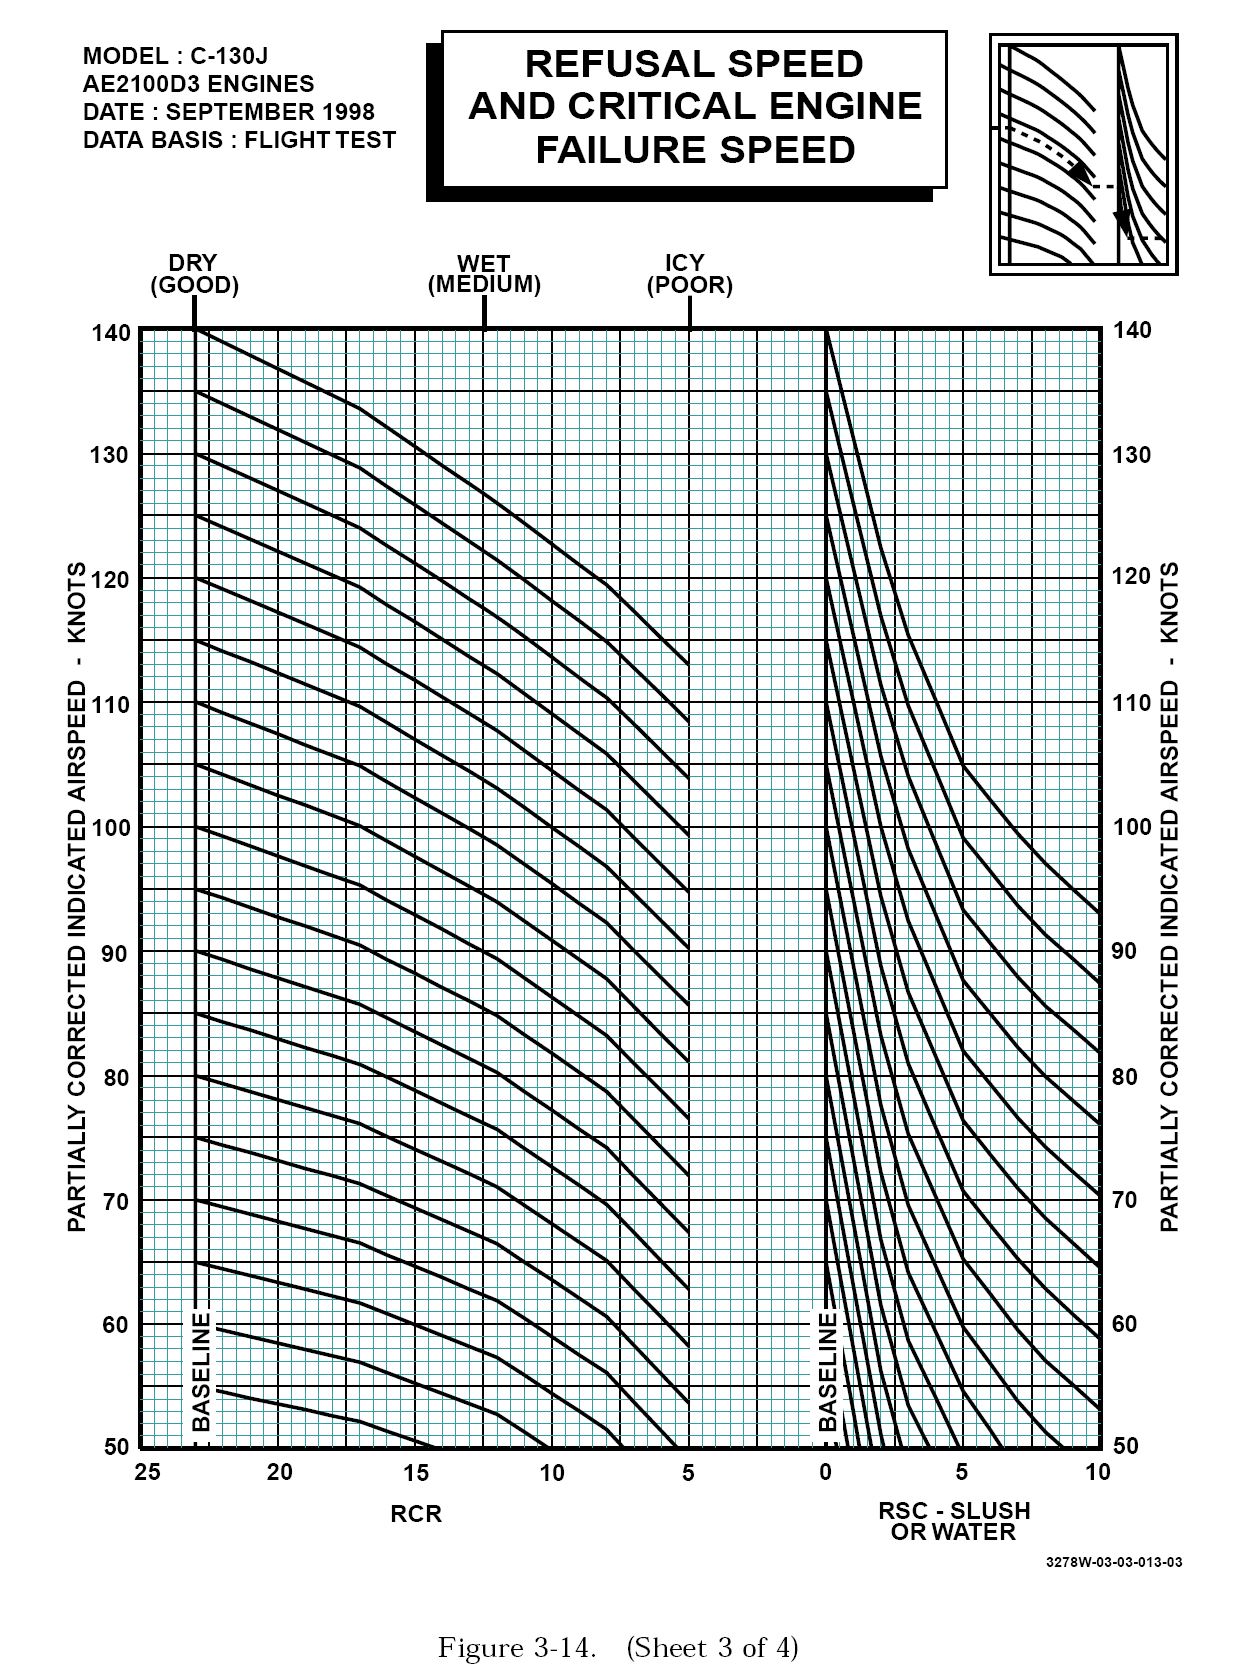 MODEL : C-130J
AE2100D3 ENGINES
DATE : SEPTEMBER 1998
DATA BASIS : FLIGHT TEST
REFUSAL SPEED
AND CRITICAL ENGINE
FAILURE SPEED
DRY
(GOOD)
WET
(MEDIUM)
ICY
(POOR)
PARTIALLY CORRECTED INDICATED AIRSPEED - KNOTS
140
130
120
110
100
90
80
70
60
50
BASELINE
BASELINE
140
130
120
110
100
90
80
70
60
50
PARTIALLY CORRECTED INDICATED AIRSPEED - KNOTS
25 20 15 10 5 0 5 10
RCR
RSC - SLUSH
OR WATER
3278W-03-03-013-03
Figure 3-14. (Sheet 3 of 4)